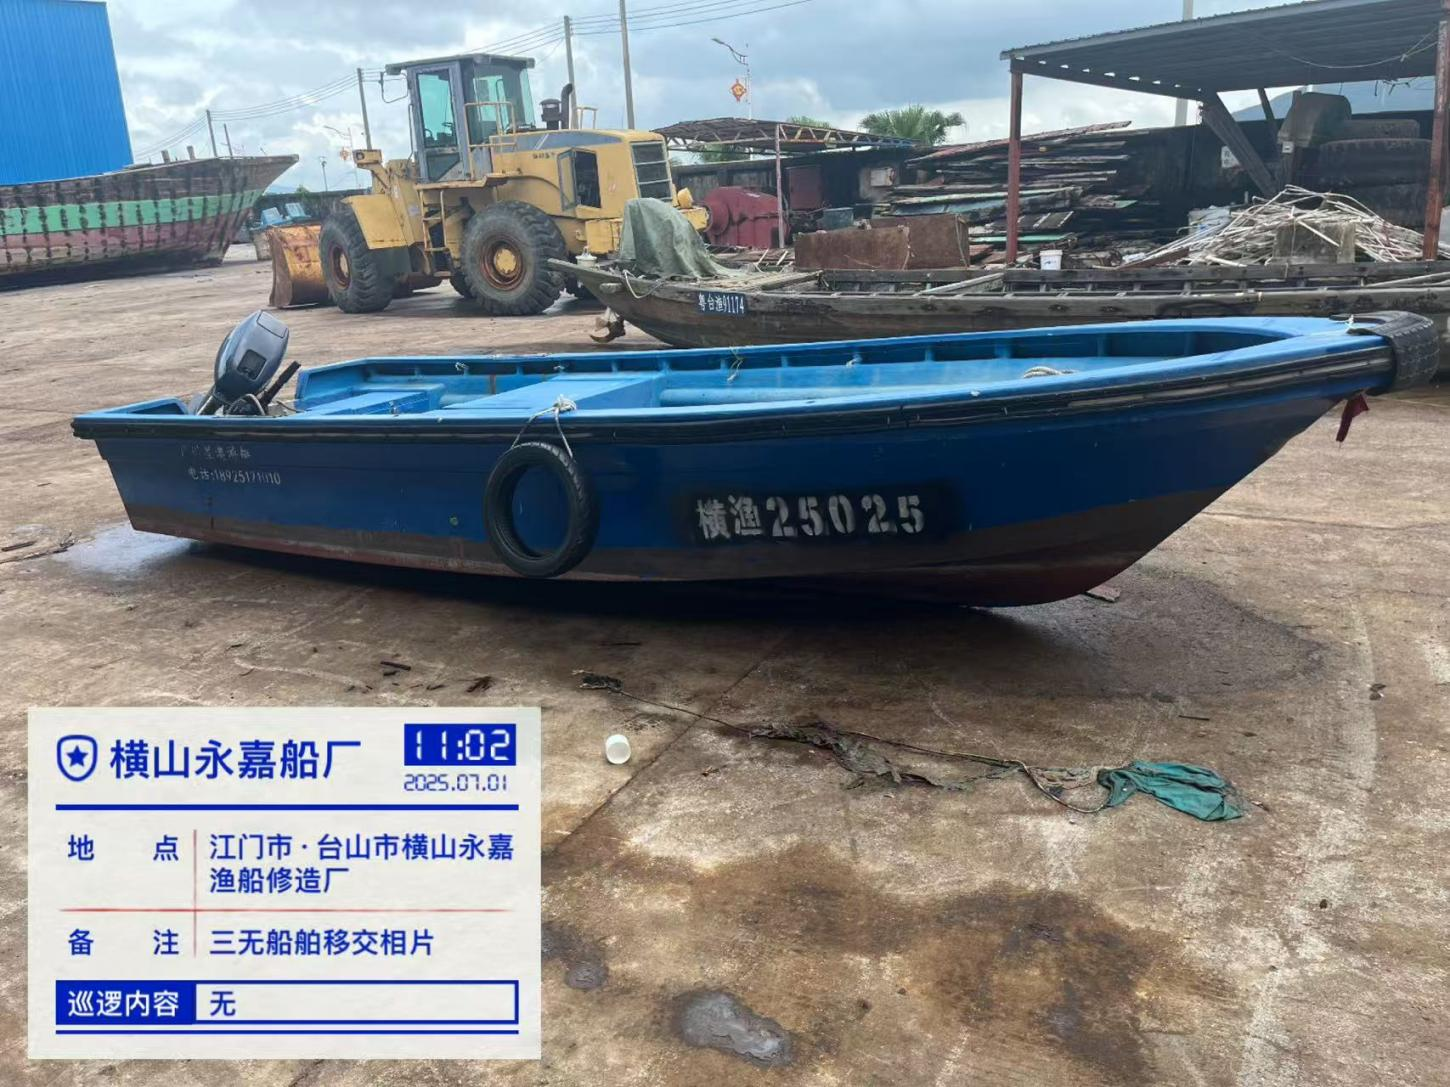 粤台渔91174
电话:18925171010
横渔25025
横山永嘉船厂
11:02
2025.07.01
地 点
江门市·台山市横山永嘉
渔船修造厂
备 注
三无船舶移交相片
巡逻内容
无